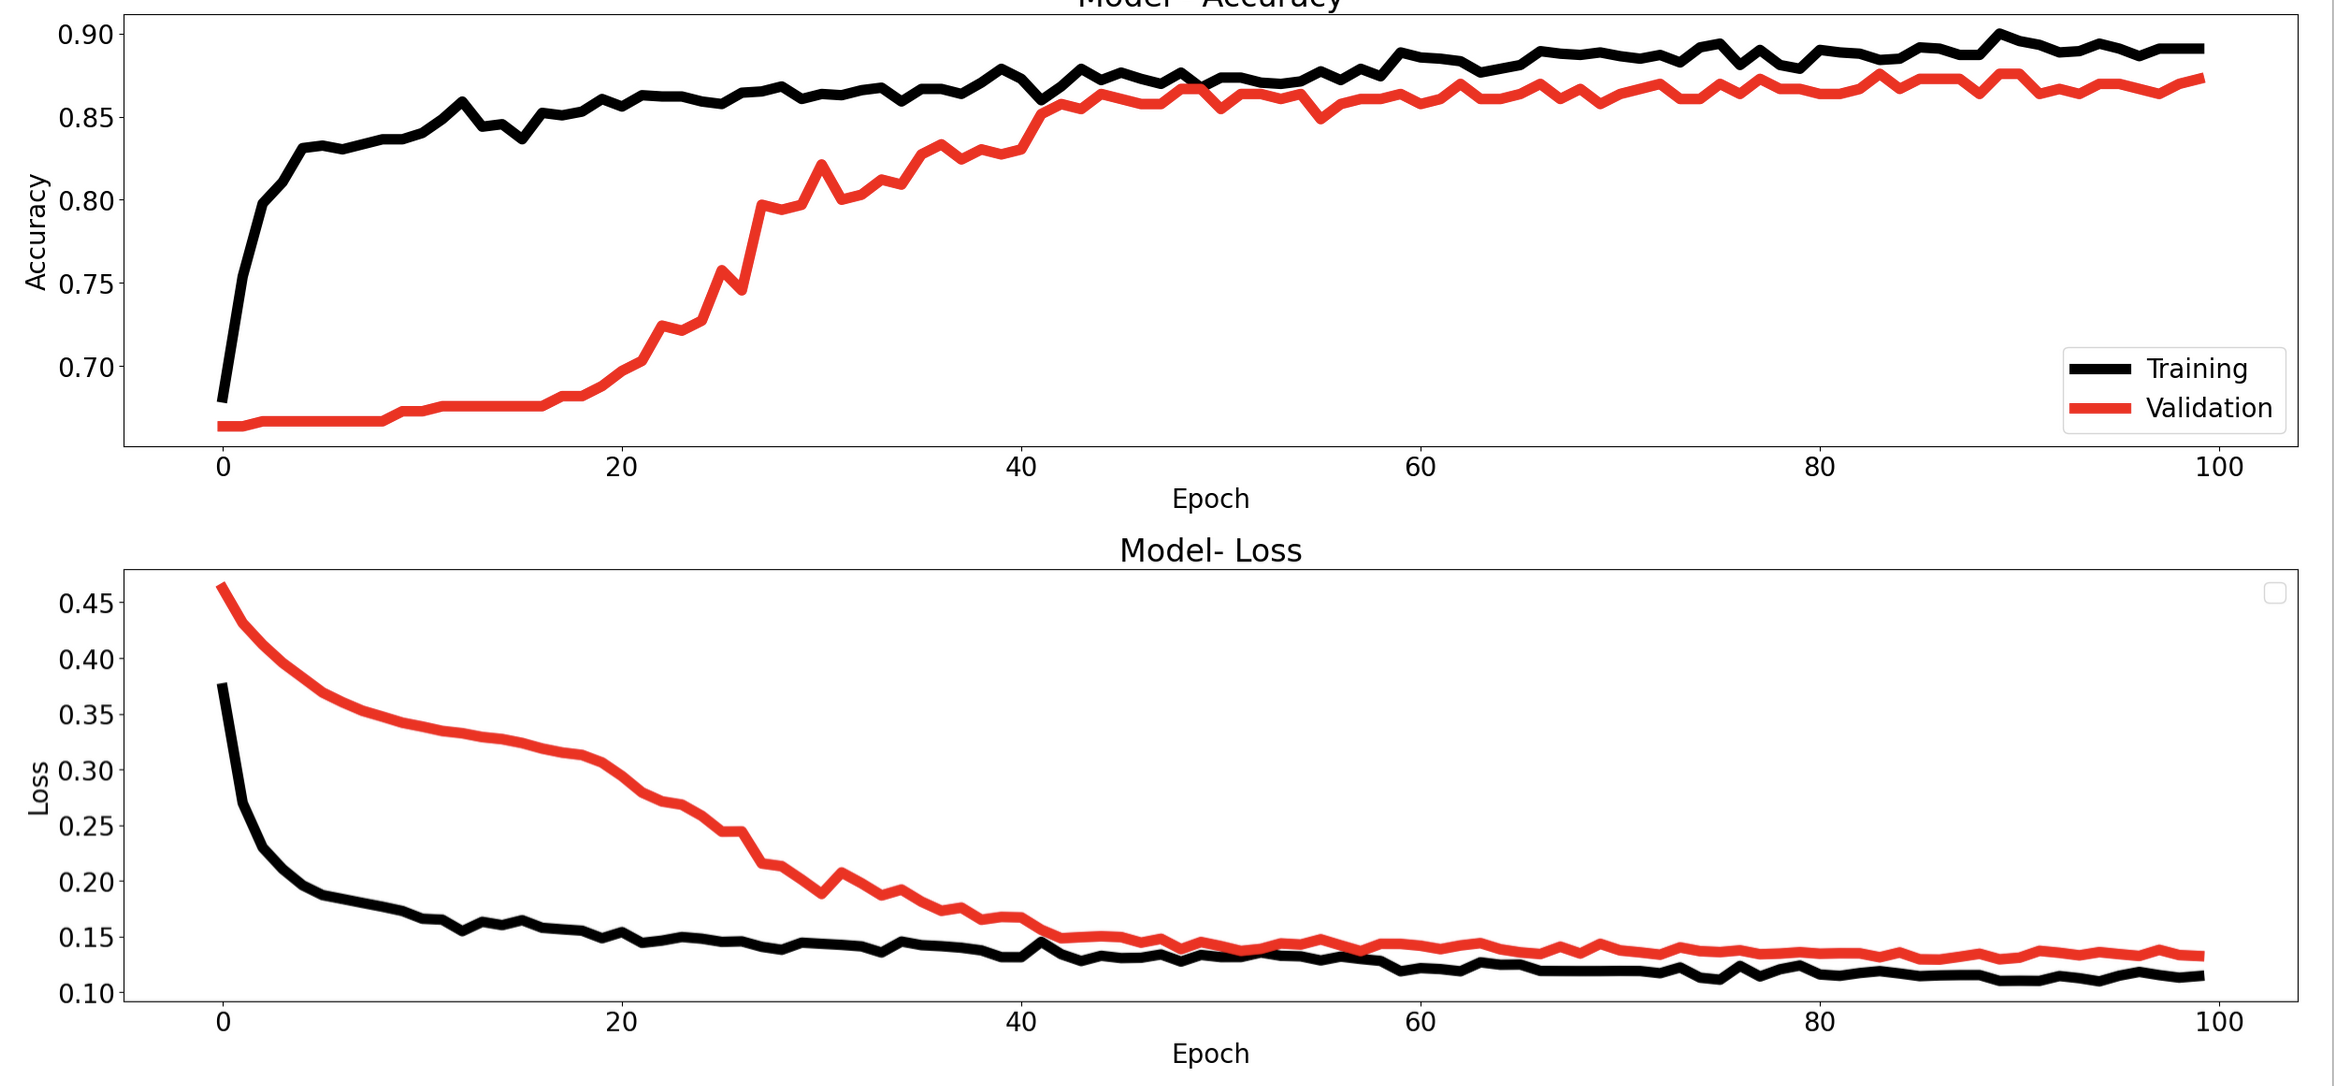 Model - Accuracy
0.90
0.85
0.80
0.75
0.70
Accuracy
Training
Validation
0 20 40 60 80 100
Epoch
Model- Loss
0.45
0.40
0.35
0.30
0.25
0.20
0.15
0.10
Loss
0 20 40 60 80 100
Epoch